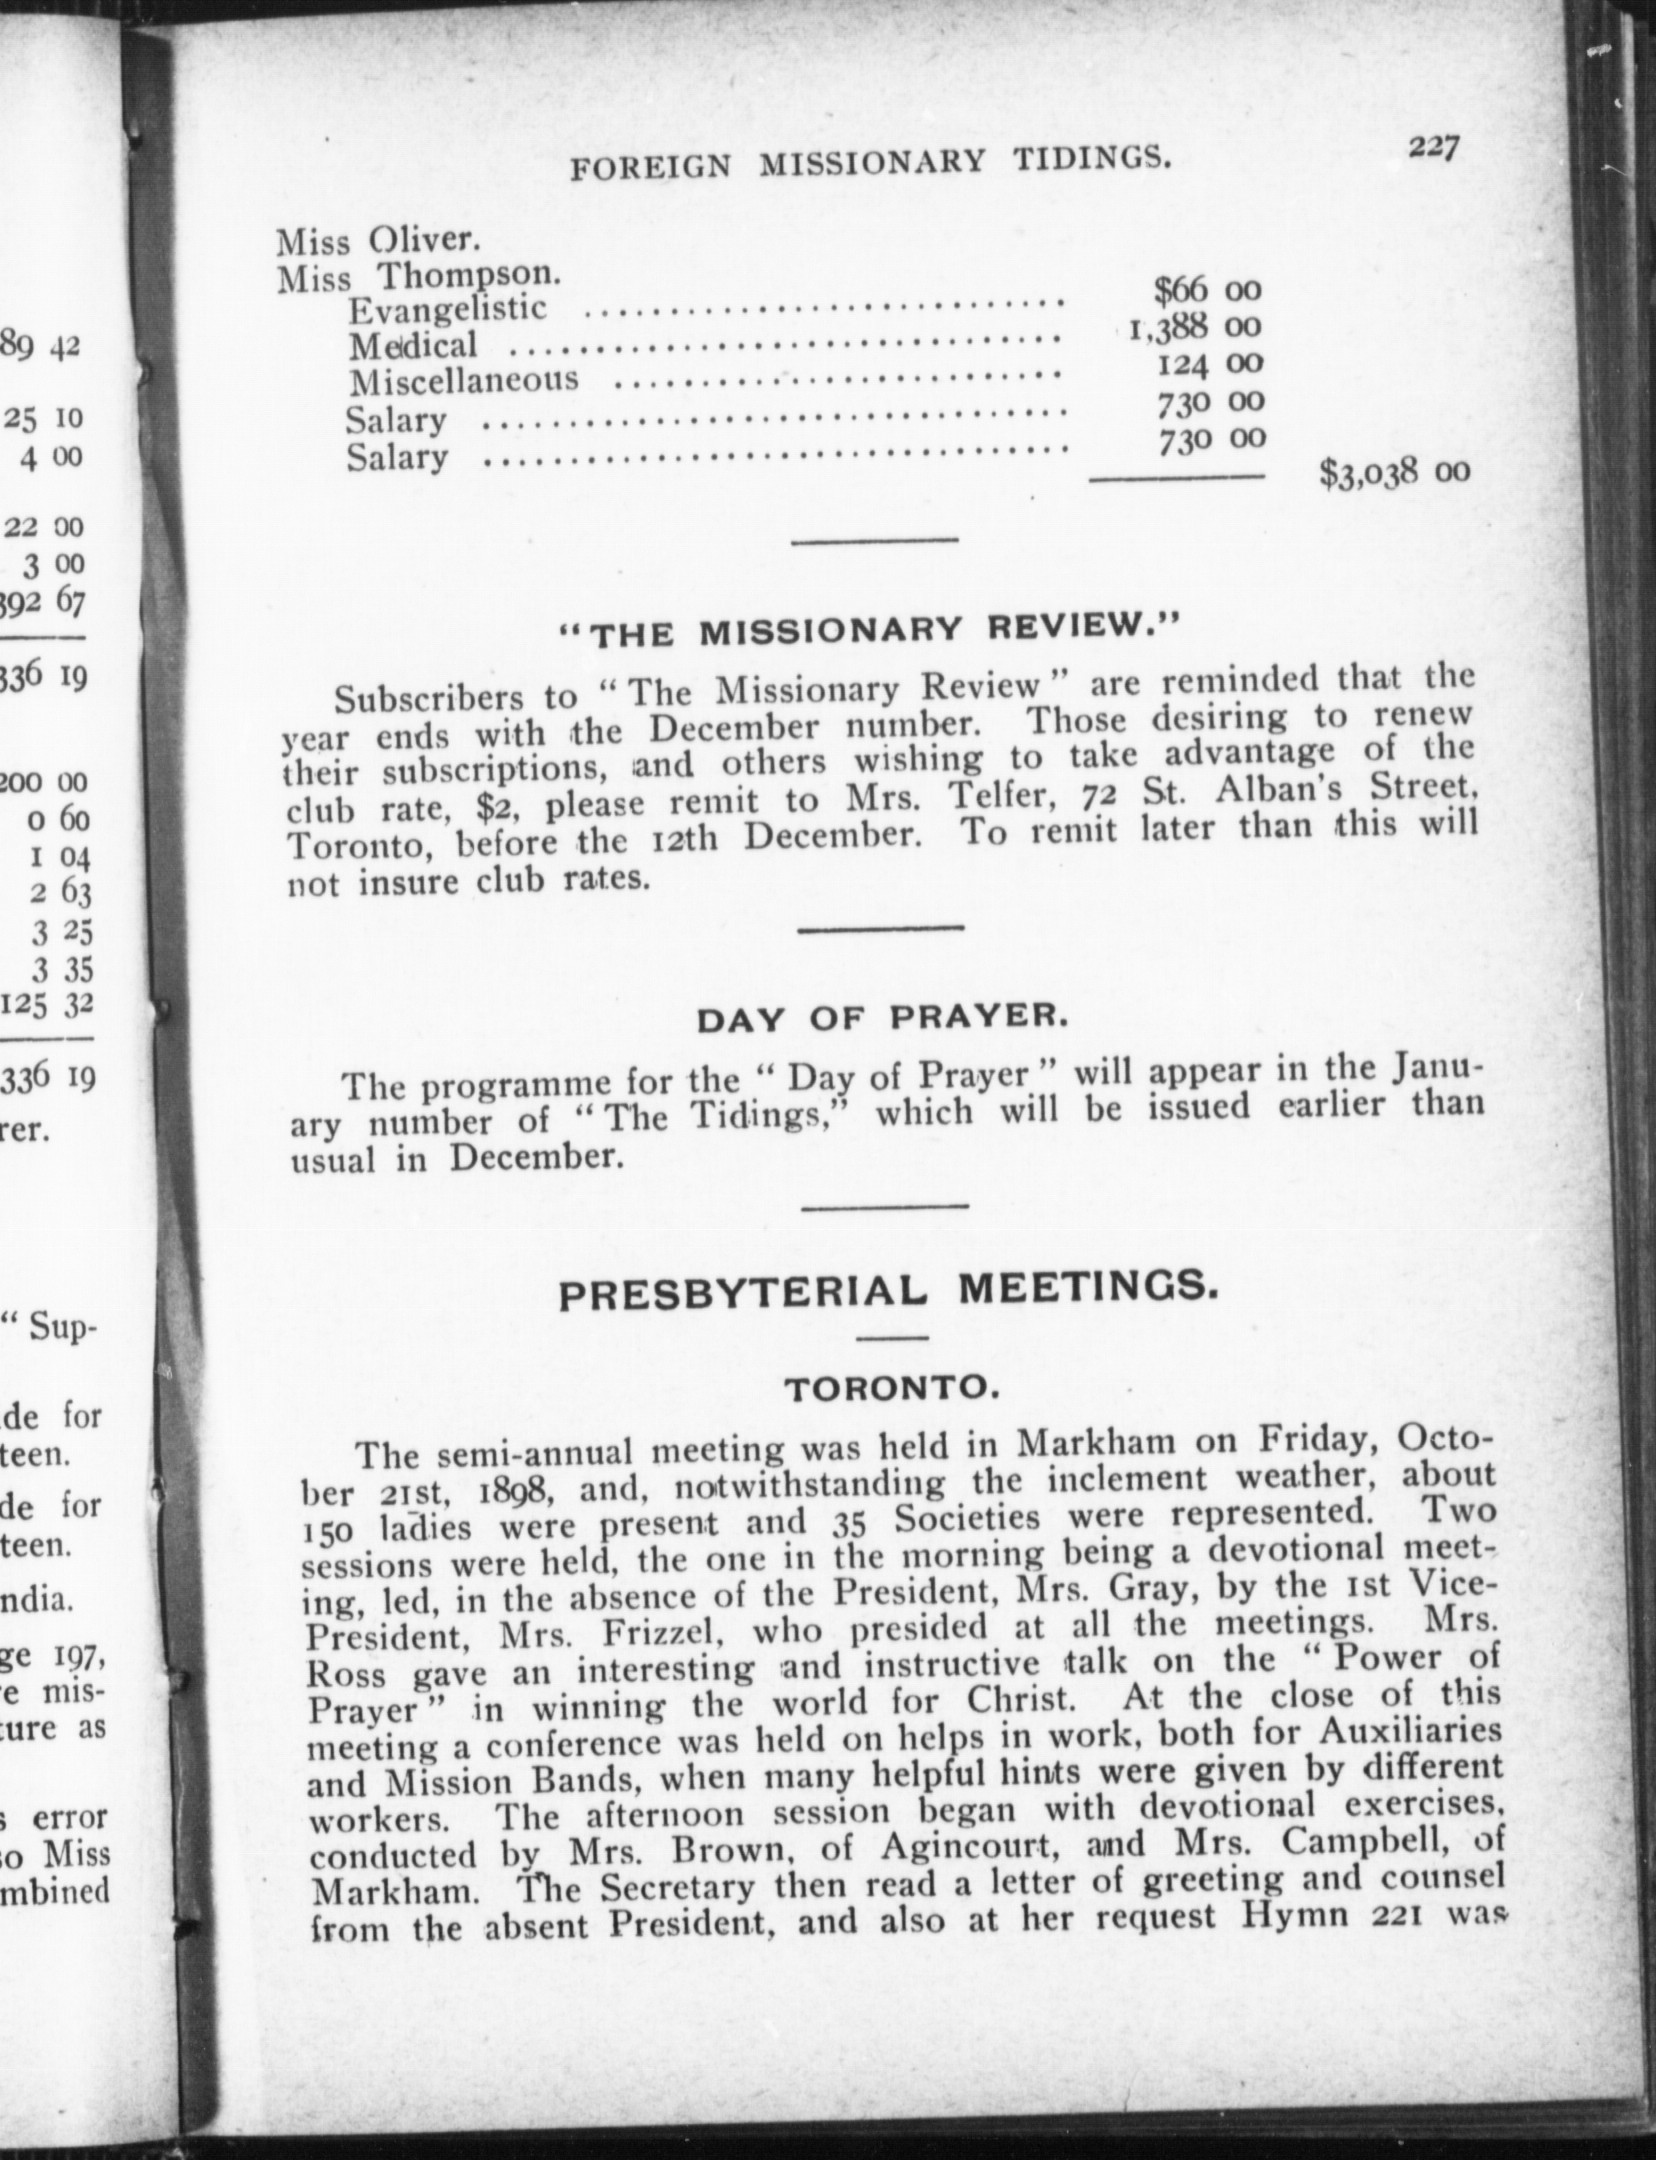 FOREIGN MISSIONARY TIDINGS. 227
Miss Oliver.
Miss Thompson.
Evangelistic .............................. $66 00
Medical .................................. 1,388 00
Miscellaneous ............................ 124 00
Salary ................................... 730 00
Salary ................................... 730 00
$3,038 00
"THE MISSIONARY REVIEW."
Subscribers to "The Missionary Review" are reminded that the
year ends with the December number. Those desiring to renew
their subscriptions, and others wishing to take advantage of the
club rate, $2, please remit to Mrs. Telfer, 72 St. Alban's Street,
Toronto, before the 12th December. To remit later than this will
not insure club rates.
DAY OF PRAYER.
The programme for the "Day of Prayer" will appear in the Janu-
ary number of "The Tidings," which will be issued earlier than
usual in December.
PRESBYTERIAL MEETINGS.
TORONTO.
The semi-annual meeting was held in Markham on Friday, Octo-
ber 21st, 1898, and, notwithstanding the inclement weather, about
150 ladies were present and 35 Societies were represented. Two
sessions were held, the one in the morning being a devotional meet-
ing, led, in the absence of the President, Mrs. Gray, by the 1st Vice-
President, Mrs. Frizzel, who presided at all the meetings. Mrs.
Ross gave an interesting and instructive talk on the "Power of
Prayer" in winning the world for Christ. At the close of this
meeting a conference was held on helps in work, both for Auxiliaries
and Mission Bands, when many helpful hints were given by different
workers. The afternoon session began with devotional exercises,
conducted by Mrs. Brown, of Agincourt, and Mrs. Campbell, of
Markham. The Secretary then read a letter of greeting and counsel
from the absent President, and also at her request Hymn 221 was